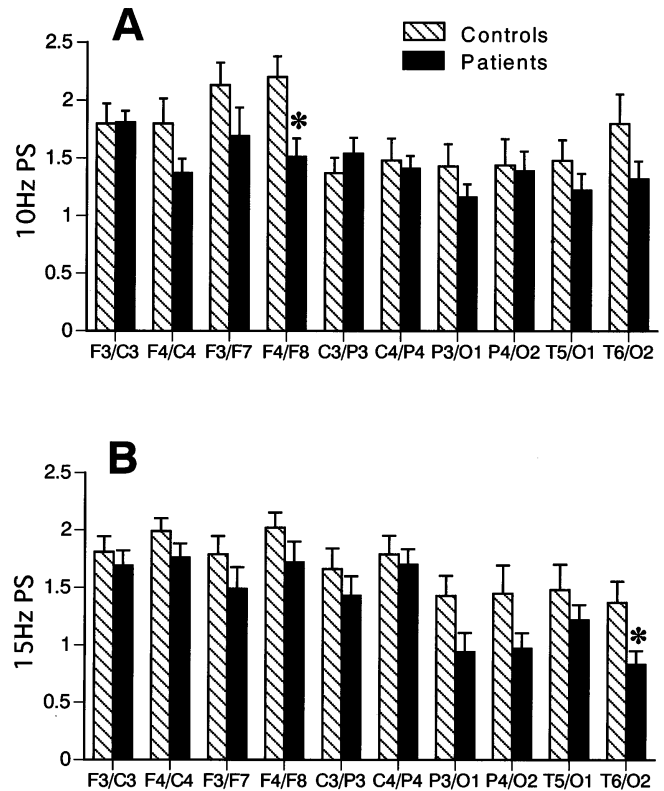 A
Controls
Patients
2.5
2
1.5
1
0.5
0
10Hz PS
F3/C3 F4/C4 F3/F7 F4/F8 C3/P3 C4/P4 P3/O1 P4/O2 T5/O1 T6/O2
*
B
2.5
2
1.5
1
0.5
0
15Hz PS
F3/C3 F4/C4 F3/F7 F4/F8 C3/P3 C4/P4 P3/O1 P4/O2 T5/O1 T6/O2
*